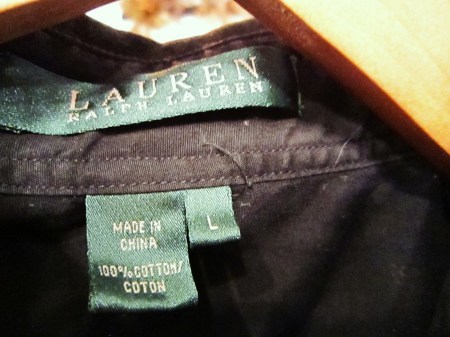 LAUREN
RALPH LAUREN
L
MADE IN
CHINA
100% COTTON/
COTON